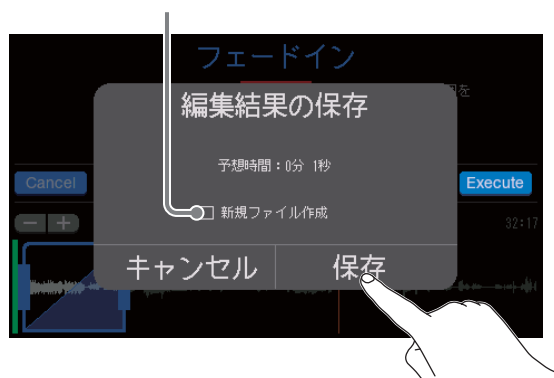 フェードイン
を
編集結果の保存
予想時間：0分 1秒
Cancel
Execute
新規ファイル作成
− +
32:17
キャンセル
保存